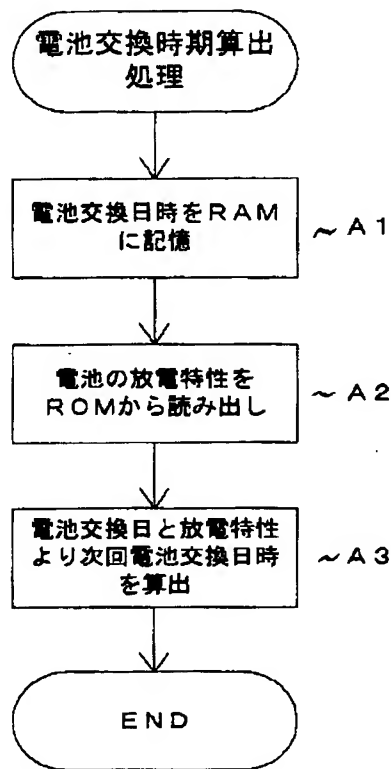 電池交換時期算出
処理
電池交換日時をRAM
に記憶
~A1
電池の放電特性を
ROMから読み出し
~A2
電池交換日と放電特性
より次回電池交換日時
を算出
~A3
END